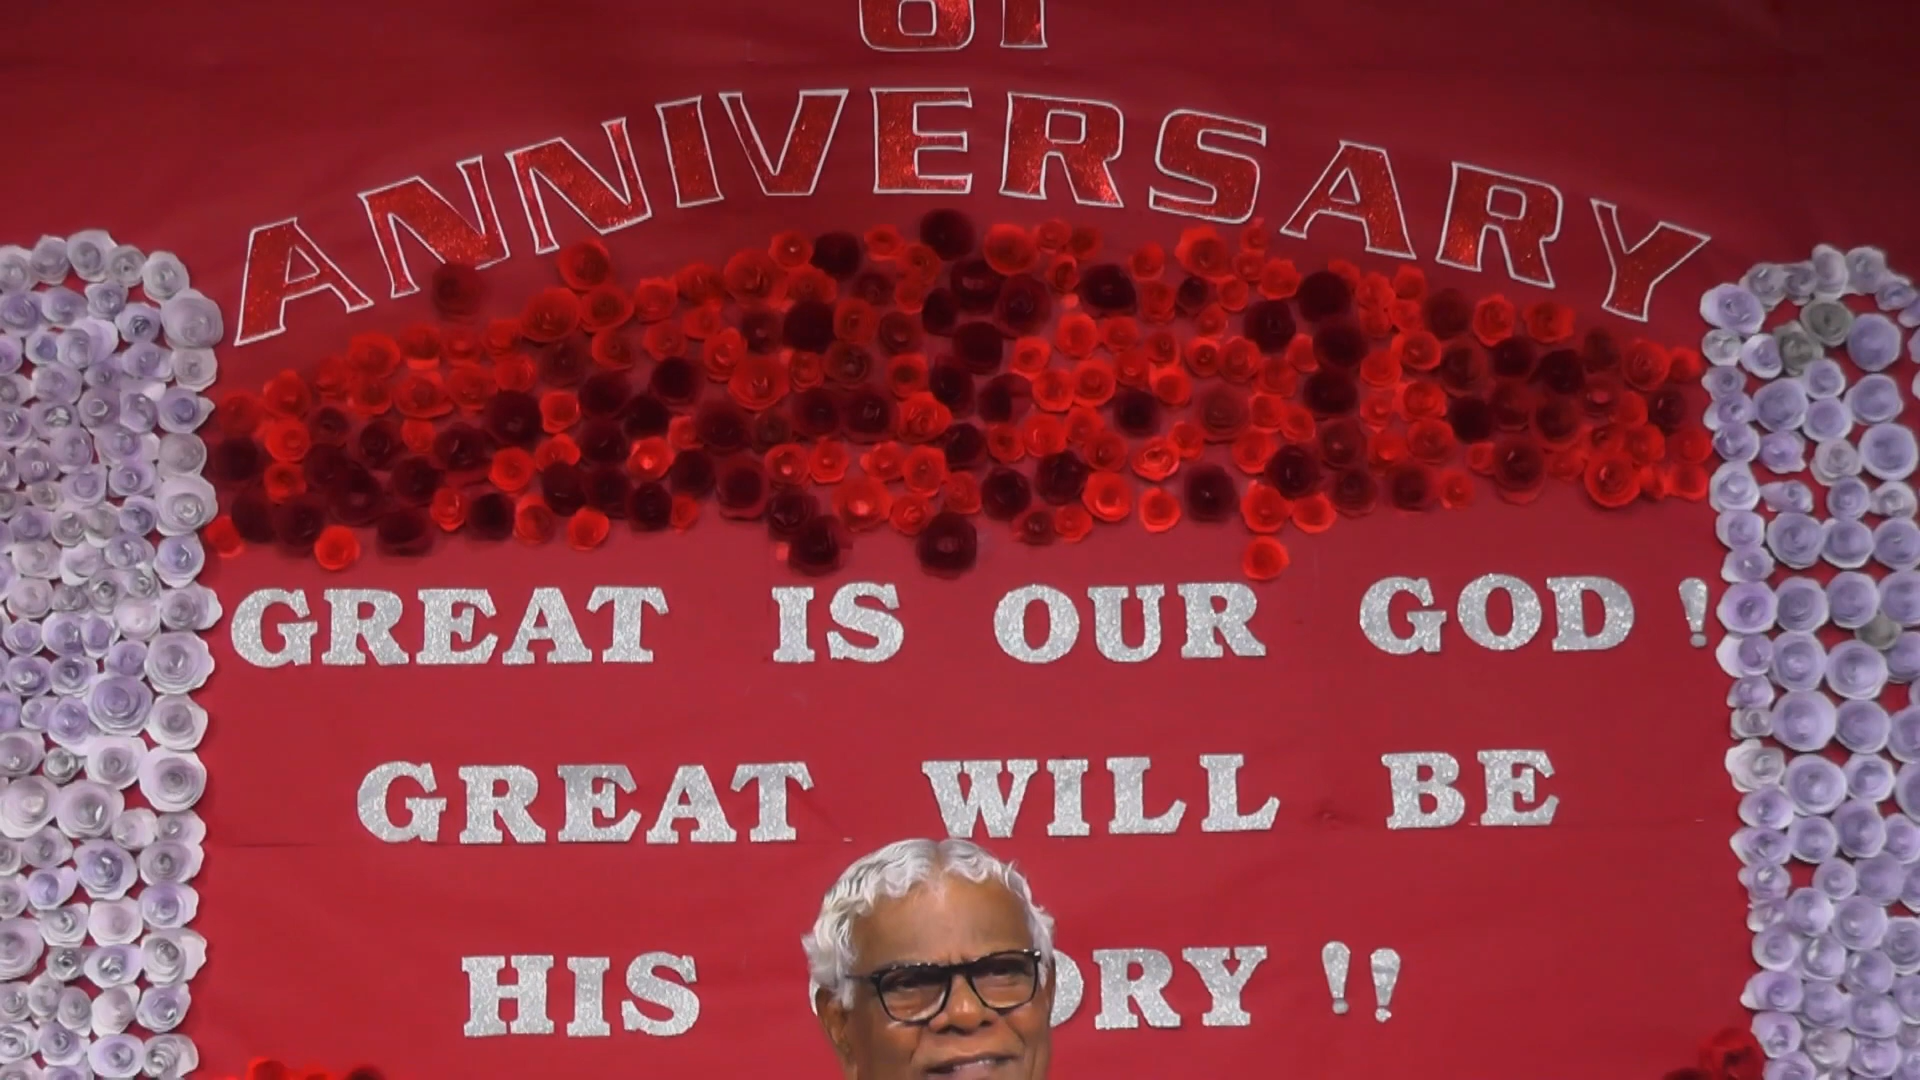 ANNIVERSARY
GREAT IS OUR GOD !
GREAT WILL BE
HIS !!